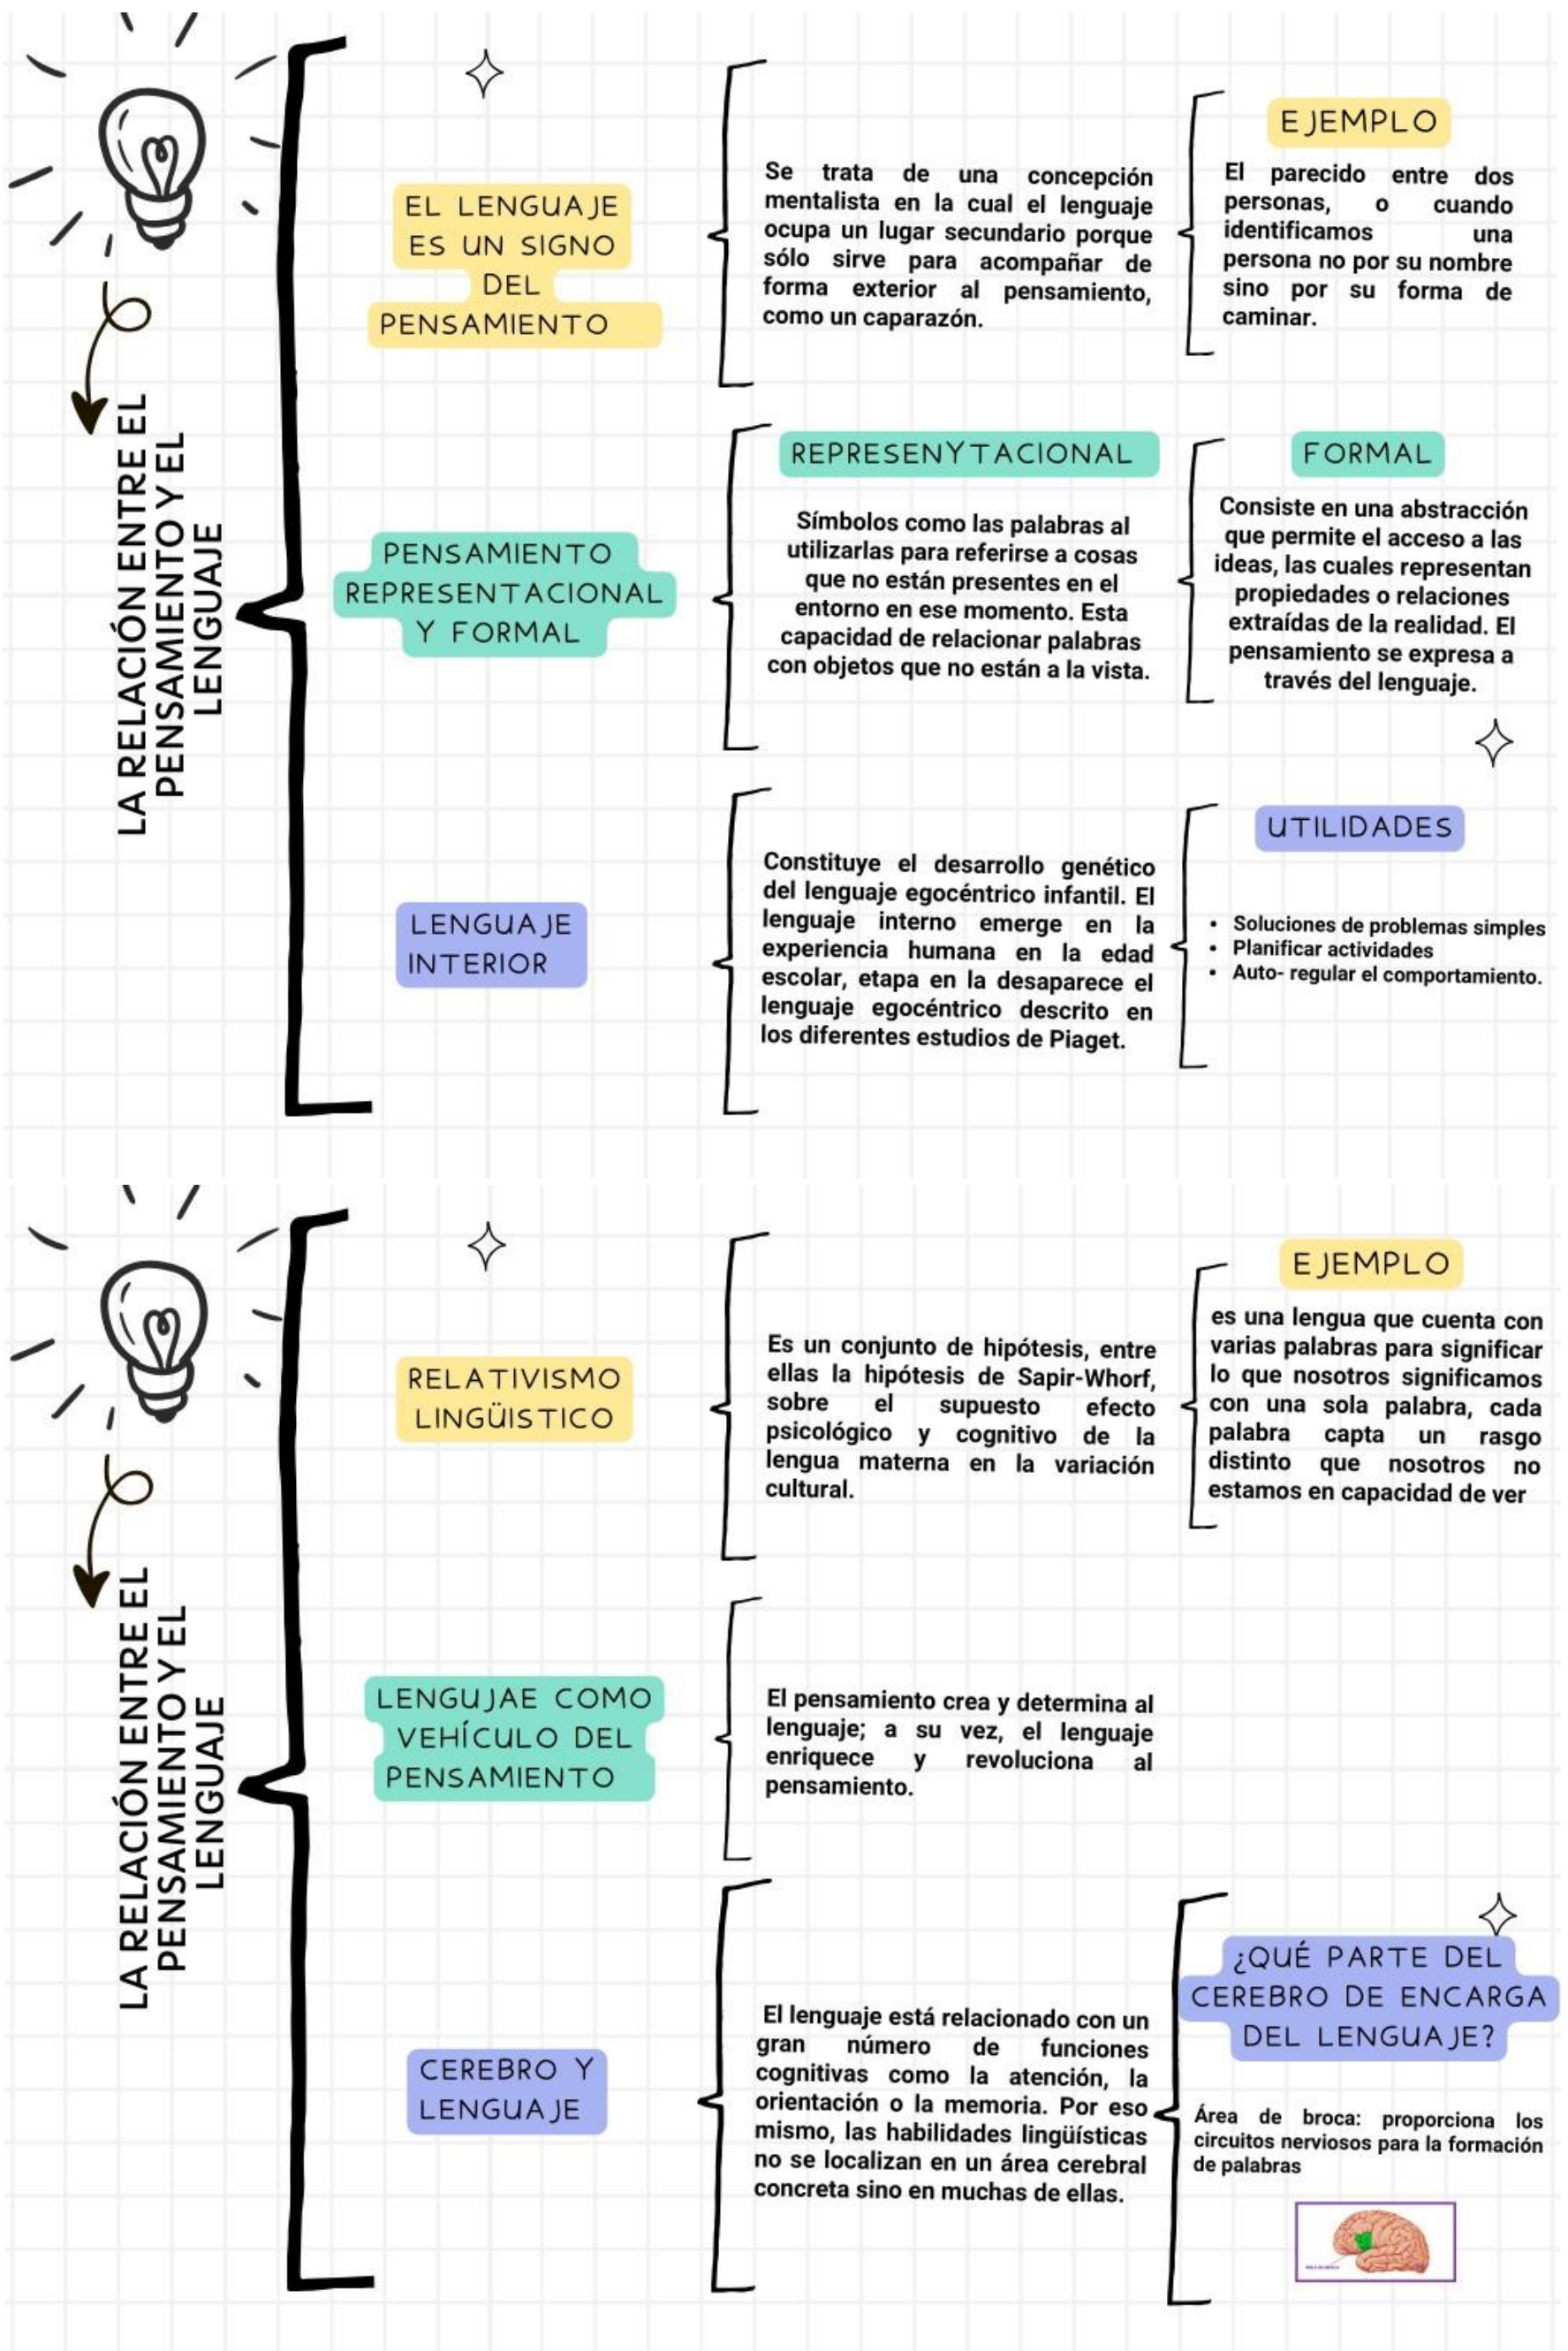 LA RELACIÓN ENTRE EL
PENSAMIENTO Y EL
LENGUAJE
EL LENGUAJE
ES UN SIGNO
DEL
PENSAMIENTO
Se trata de una concepción
mentalista en la cual el lenguaje
ocupa un lugar secundario porque
sólo sirve para acompañar de
forma exterior al pensamiento,
como un caparazón.
EJEMPLO
El parecido entre dos
personas, o cuando
identificamos una
persona no por su nombre
sino por su forma de
caminar.
PENSAMIENTO
REPRESENTACIONAL
Y FORMAL
REPRESENYTACIONAL
Símbolos como las palabras al
utilizarlas para referirse a cosas
que no están presentes en el
entorno en ese momento. Esta
capacidad de relacionar palabras
con objetos que no están a la vista.
FORMAL
Consiste en una abstracción
que permite el acceso a las
ideas, las cuales representan
propiedades o relaciones
extraídas de la realidad. El
pensamiento se expresa a
través del lenguaje.
LENGUAJE
INTERIOR
Constituye el desarrollo genético
del lenguaje egocéntrico infantil. El
lenguaje interno emerge en la
experiencia humana en la edad
escolar, etapa en la desaparece el
lenguaje egocéntrico descrito en
los diferentes estudios de Piaget.
UTILIDADES
• Soluciones de problemas simples
• Planificar actividades
• Auto- regular el comportamiento.
LA RELACIÓN ENTRE EL
PENSAMIENTO Y EL
LENGUAJE
RELATIVISMO
LINGÜISTICO
Es un conjunto de hipótesis, entre
ellas la hipótesis de Sapir-Whorf,
sobre el supuesto efecto
psicológico y cognitivo de la
lengua materna en la variación
cultural.
EJEMPLO
es una lengua que cuenta con
varias palabras para significar
lo que nosotros significamos
con una sola palabra, cada
palabra capta un rasgo
distinto que nosotros no
estamos en capacidad de ver
LENGUJAE COMO
VEHÍCULO DEL
PENSAMIENTO
El pensamiento crea y determina al
lenguaje; a su vez, el lenguaje
enriquece y revoluciona al
pensamiento.
CEREBRO Y
LENGUAJE
El lenguaje está relacionado con un
gran número de funciones
cognitivas como la atención, la
orientación o la memoria. Por eso
mismo, las habilidades lingüísticas
no se localizan en un área cerebral
concreta sino en muchas de ellas.
¿QUÉ PARTE DEL
CEREBRO DE ENCARGA
DEL LENGUAJE?
Área de broca: proporciona los
circuitos nerviosos para la formación
de palabras